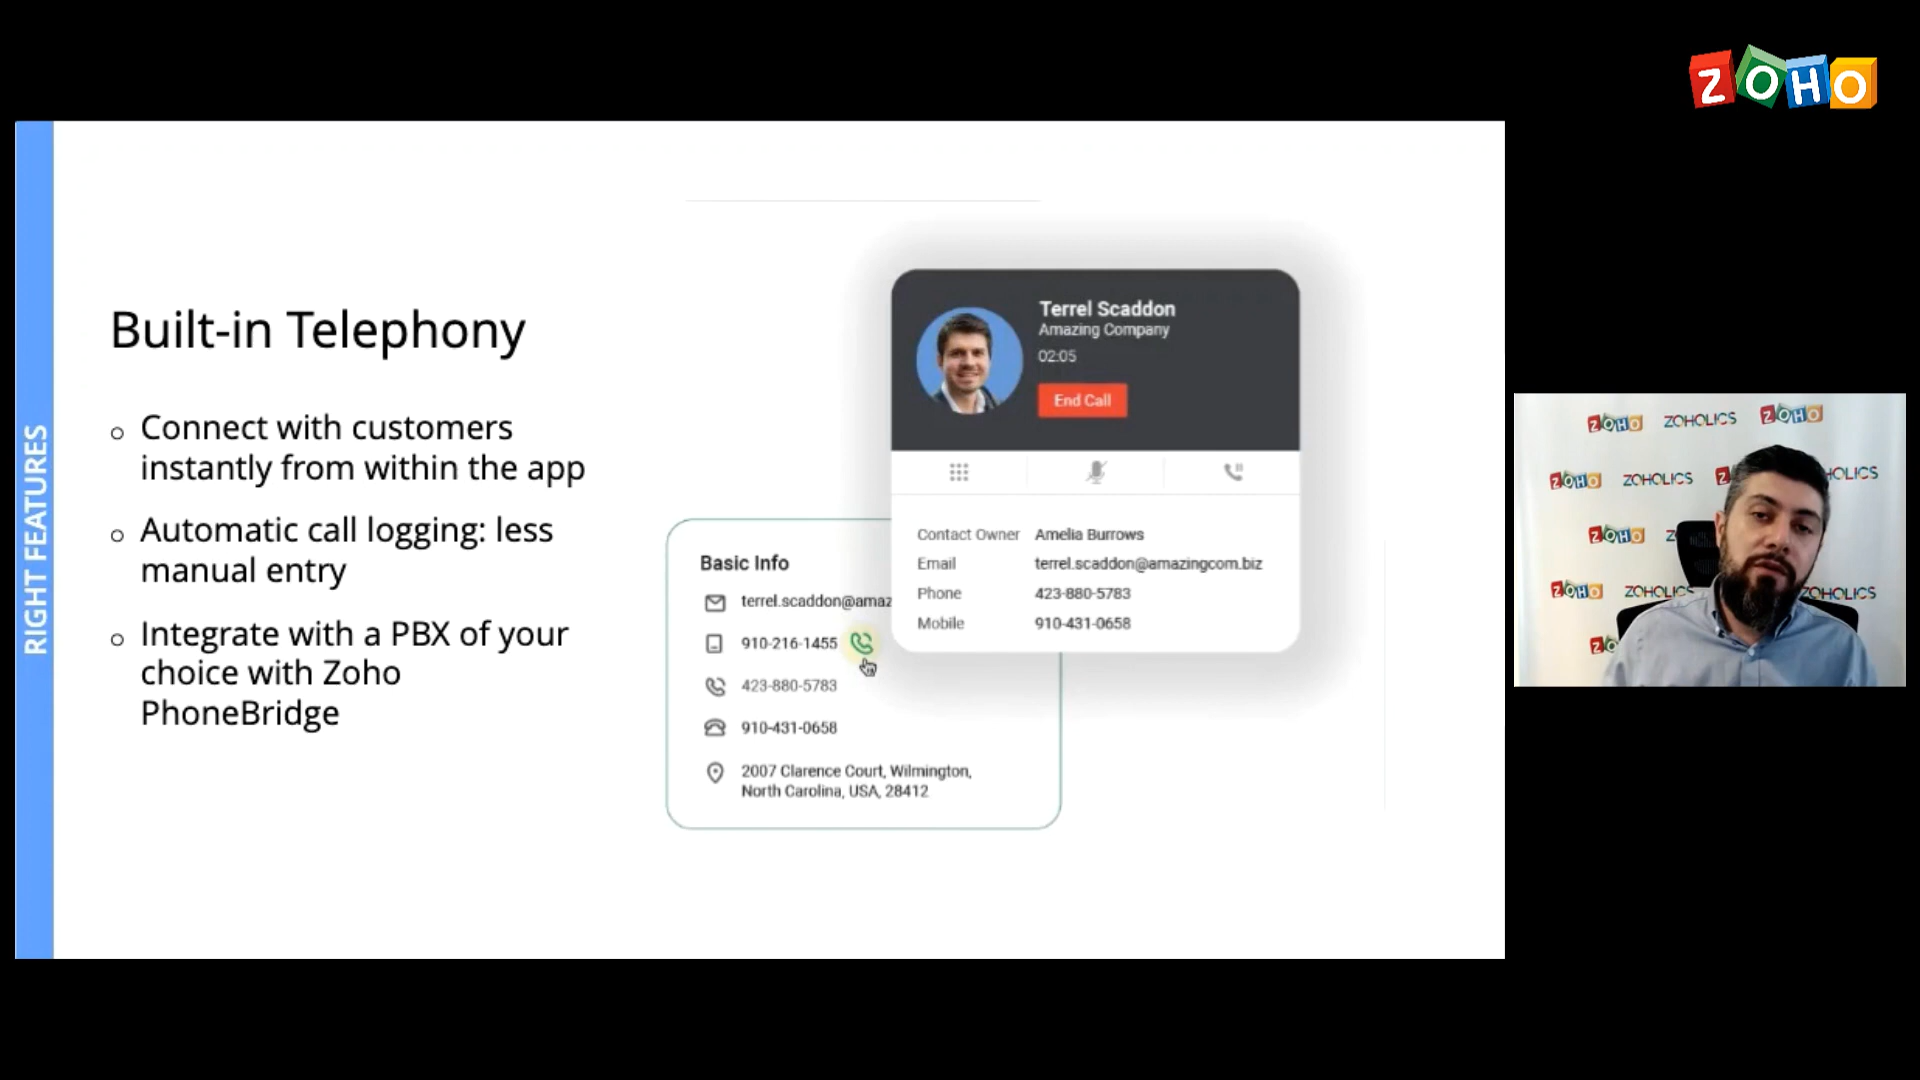 ZOHO
RIGHT FEATURES
Built-in Telephony
Connect with customers
instantly from within the app
Automatic call logging: less
manual entry
Integrate with a PBX of your
choice with Zoho
PhoneBridge
Terrel Scaddon
Amazing Company
02:05
End Call
Contact Owner Amelia Burrows
Email terrel.scaddon@amazingcom.biz
Phone 423-880-5783
Mobile 910-431-0658
Basic Info
terrel.scaddon@amaz
910-216-1455
423-880-5783
910-431-0658
2007 Clarence Court, Wilmington,
North Carolina, USA, 28412
ZOHO ZOHOLICS ZOHO
ZOHO ZOHOLICS Z HOLICS
ZOHO Z
ZOHO ZOHOLICS ZOHOLICS
ZO